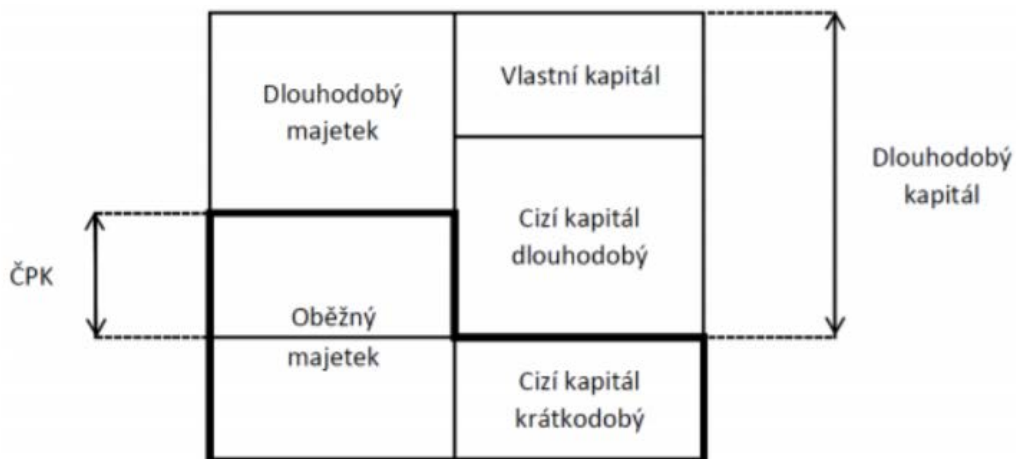 Dlouhodobý
majetek
Vlastní kapitál
Dlouhodobý
kapitál
Cizí kapitál
dlouhodobý
ČPK
Oběžný
majetek
Cizí kapitál
krátkodobý